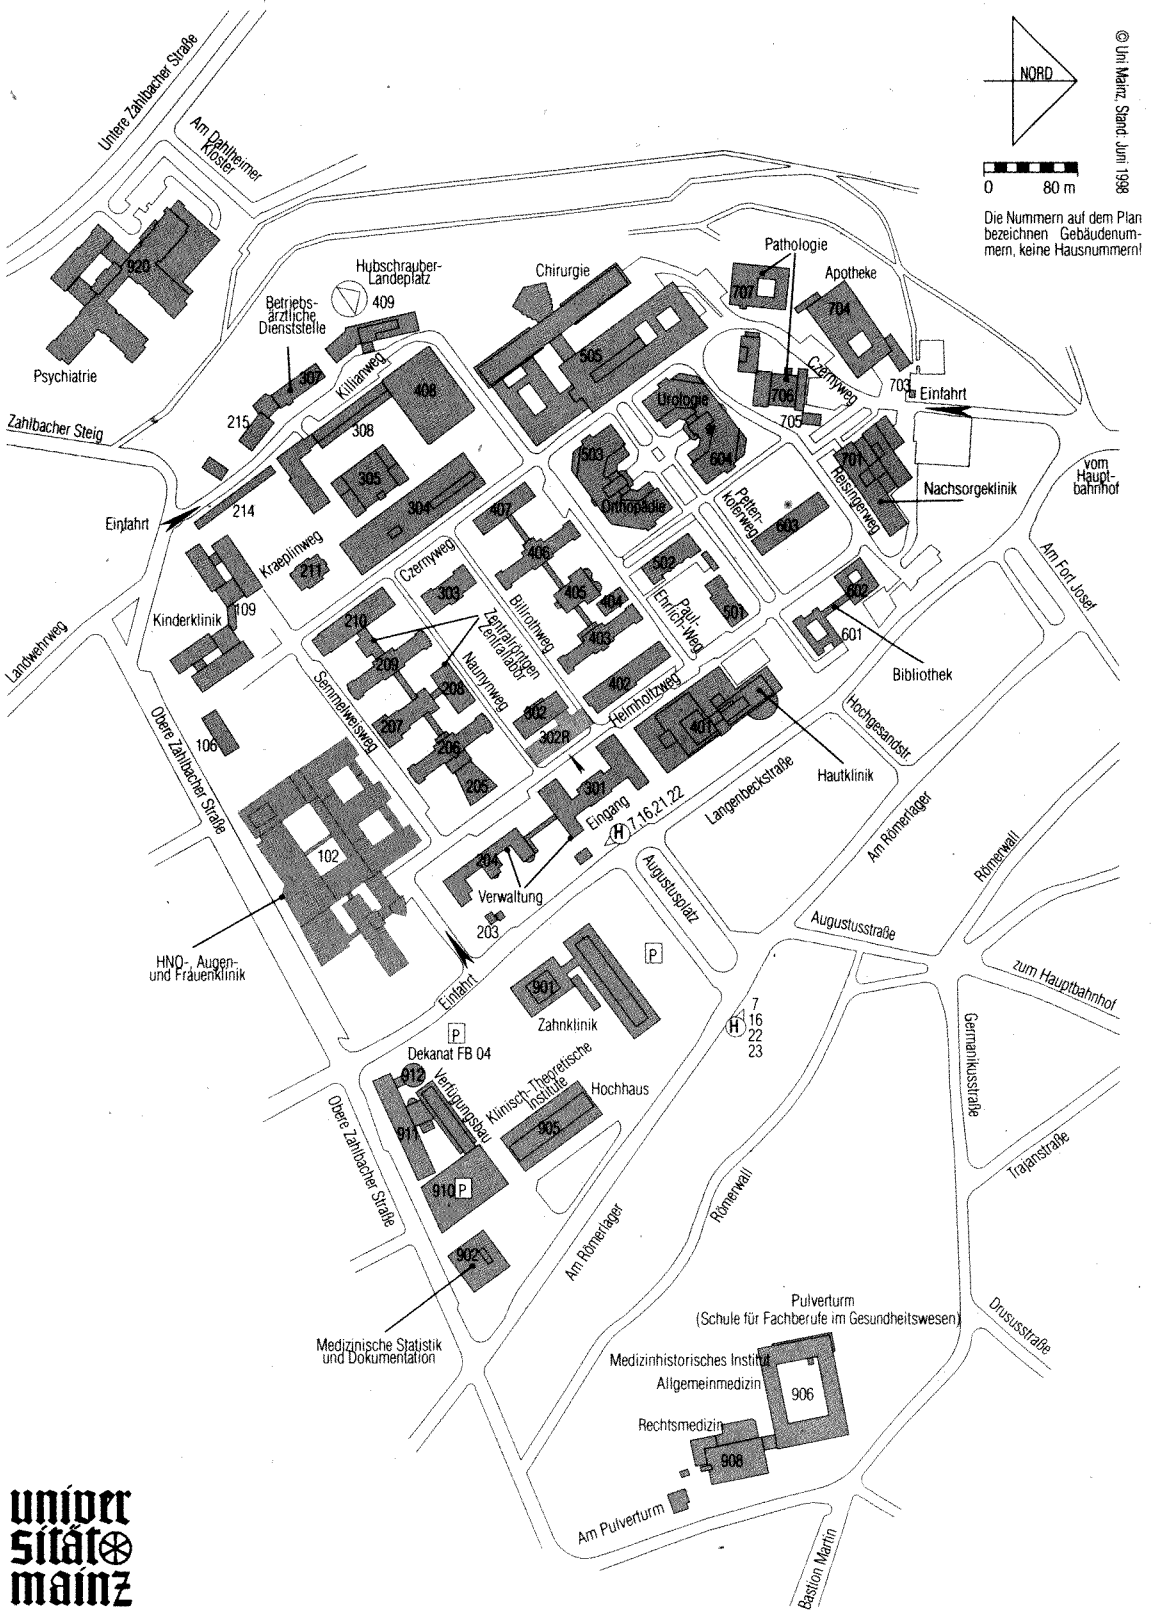 © Uni Mainz, Stand: Juni 1998
NORD
0
80 m
Die Nummern auf dem Plan
bezeichnen Gebäudenum-
mern, keine Hausnummern!
Untere Zahlbacher Straße
Am Dahlheimer
Kloster
920
Psychiatrie
Hubschrauber-
Landeplatz
409
Betriebs-
ärztliche
Dienststelle
307
Killianweg
215
308
408
Zahlbacher Steig
Chirurgie
505
Pathologie
707
Apotheke
704
706
705
Czernyweg
703
Einfahrt
Urologie
604
503
Orthopädie
701
Reisingerweg
Nachsorgeklinik
vom
Haupt-
bahnhof
Einfahrt
214
305
304
Kraeplinweg
211
407
406
Petten-
koferweg
603
Am Fort Josef
Landwehrweg
Kinderklinik
109
Czernyweg
303
405
404
403
402
502
501
Paul-
Ehrlich-Weg
602
601
Bibliothek
210
209
208
207
206
205
Zentralröntgen
Zentrallabor
Billrothweg
Naunynweg
Semmelweisweg
302
302R
Helmholtzweg
401
Hautklinik
Hochgesandstr.
106
Obere Zahlbacher Straße
102
HNO-, Augen-
und Frauenklinik
301
Eingang
H
7,16,21,22
204
Verwaltung
203
Einfahrt
Langenbeckstraße
Augustusplatz
Am Römerlager
Römerwall
Augustusstraße
zum Hauptbahnhof
P
901
Zahnklinik
H
7
16
22
23
Germanikusstraße
P
Dekanat FB 04
912
911
Verfügungsbau
Klinisch-Theoretische
Institute
Hochhaus
905
910
P
Obere Zahlbacher Straße
902
Medizinische Statistik
und Dokumentation
Am Römerlager
Römerwall
Trajanstraße
Drususstraße
Pulverturm
(Schule für Fachberufe im Gesundheitswesen)
Medizinhistorisches Institut
Allgemeinmedizin
906
Rechtsmedizin
908
Am Pulverturm
Bastion Martin
univer
sität
mainz